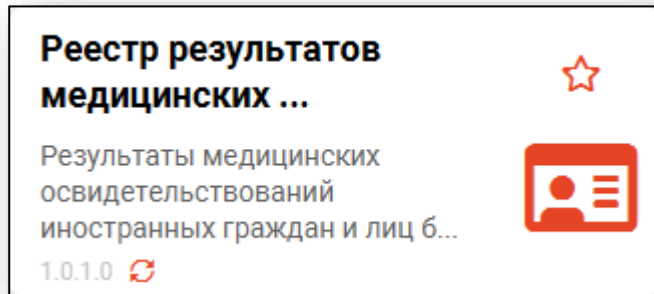 Реестр результатов
медицинских ...
Результаты медицинских
освидетельствований
иностранных граждан и лиц б...
1.0.1.0